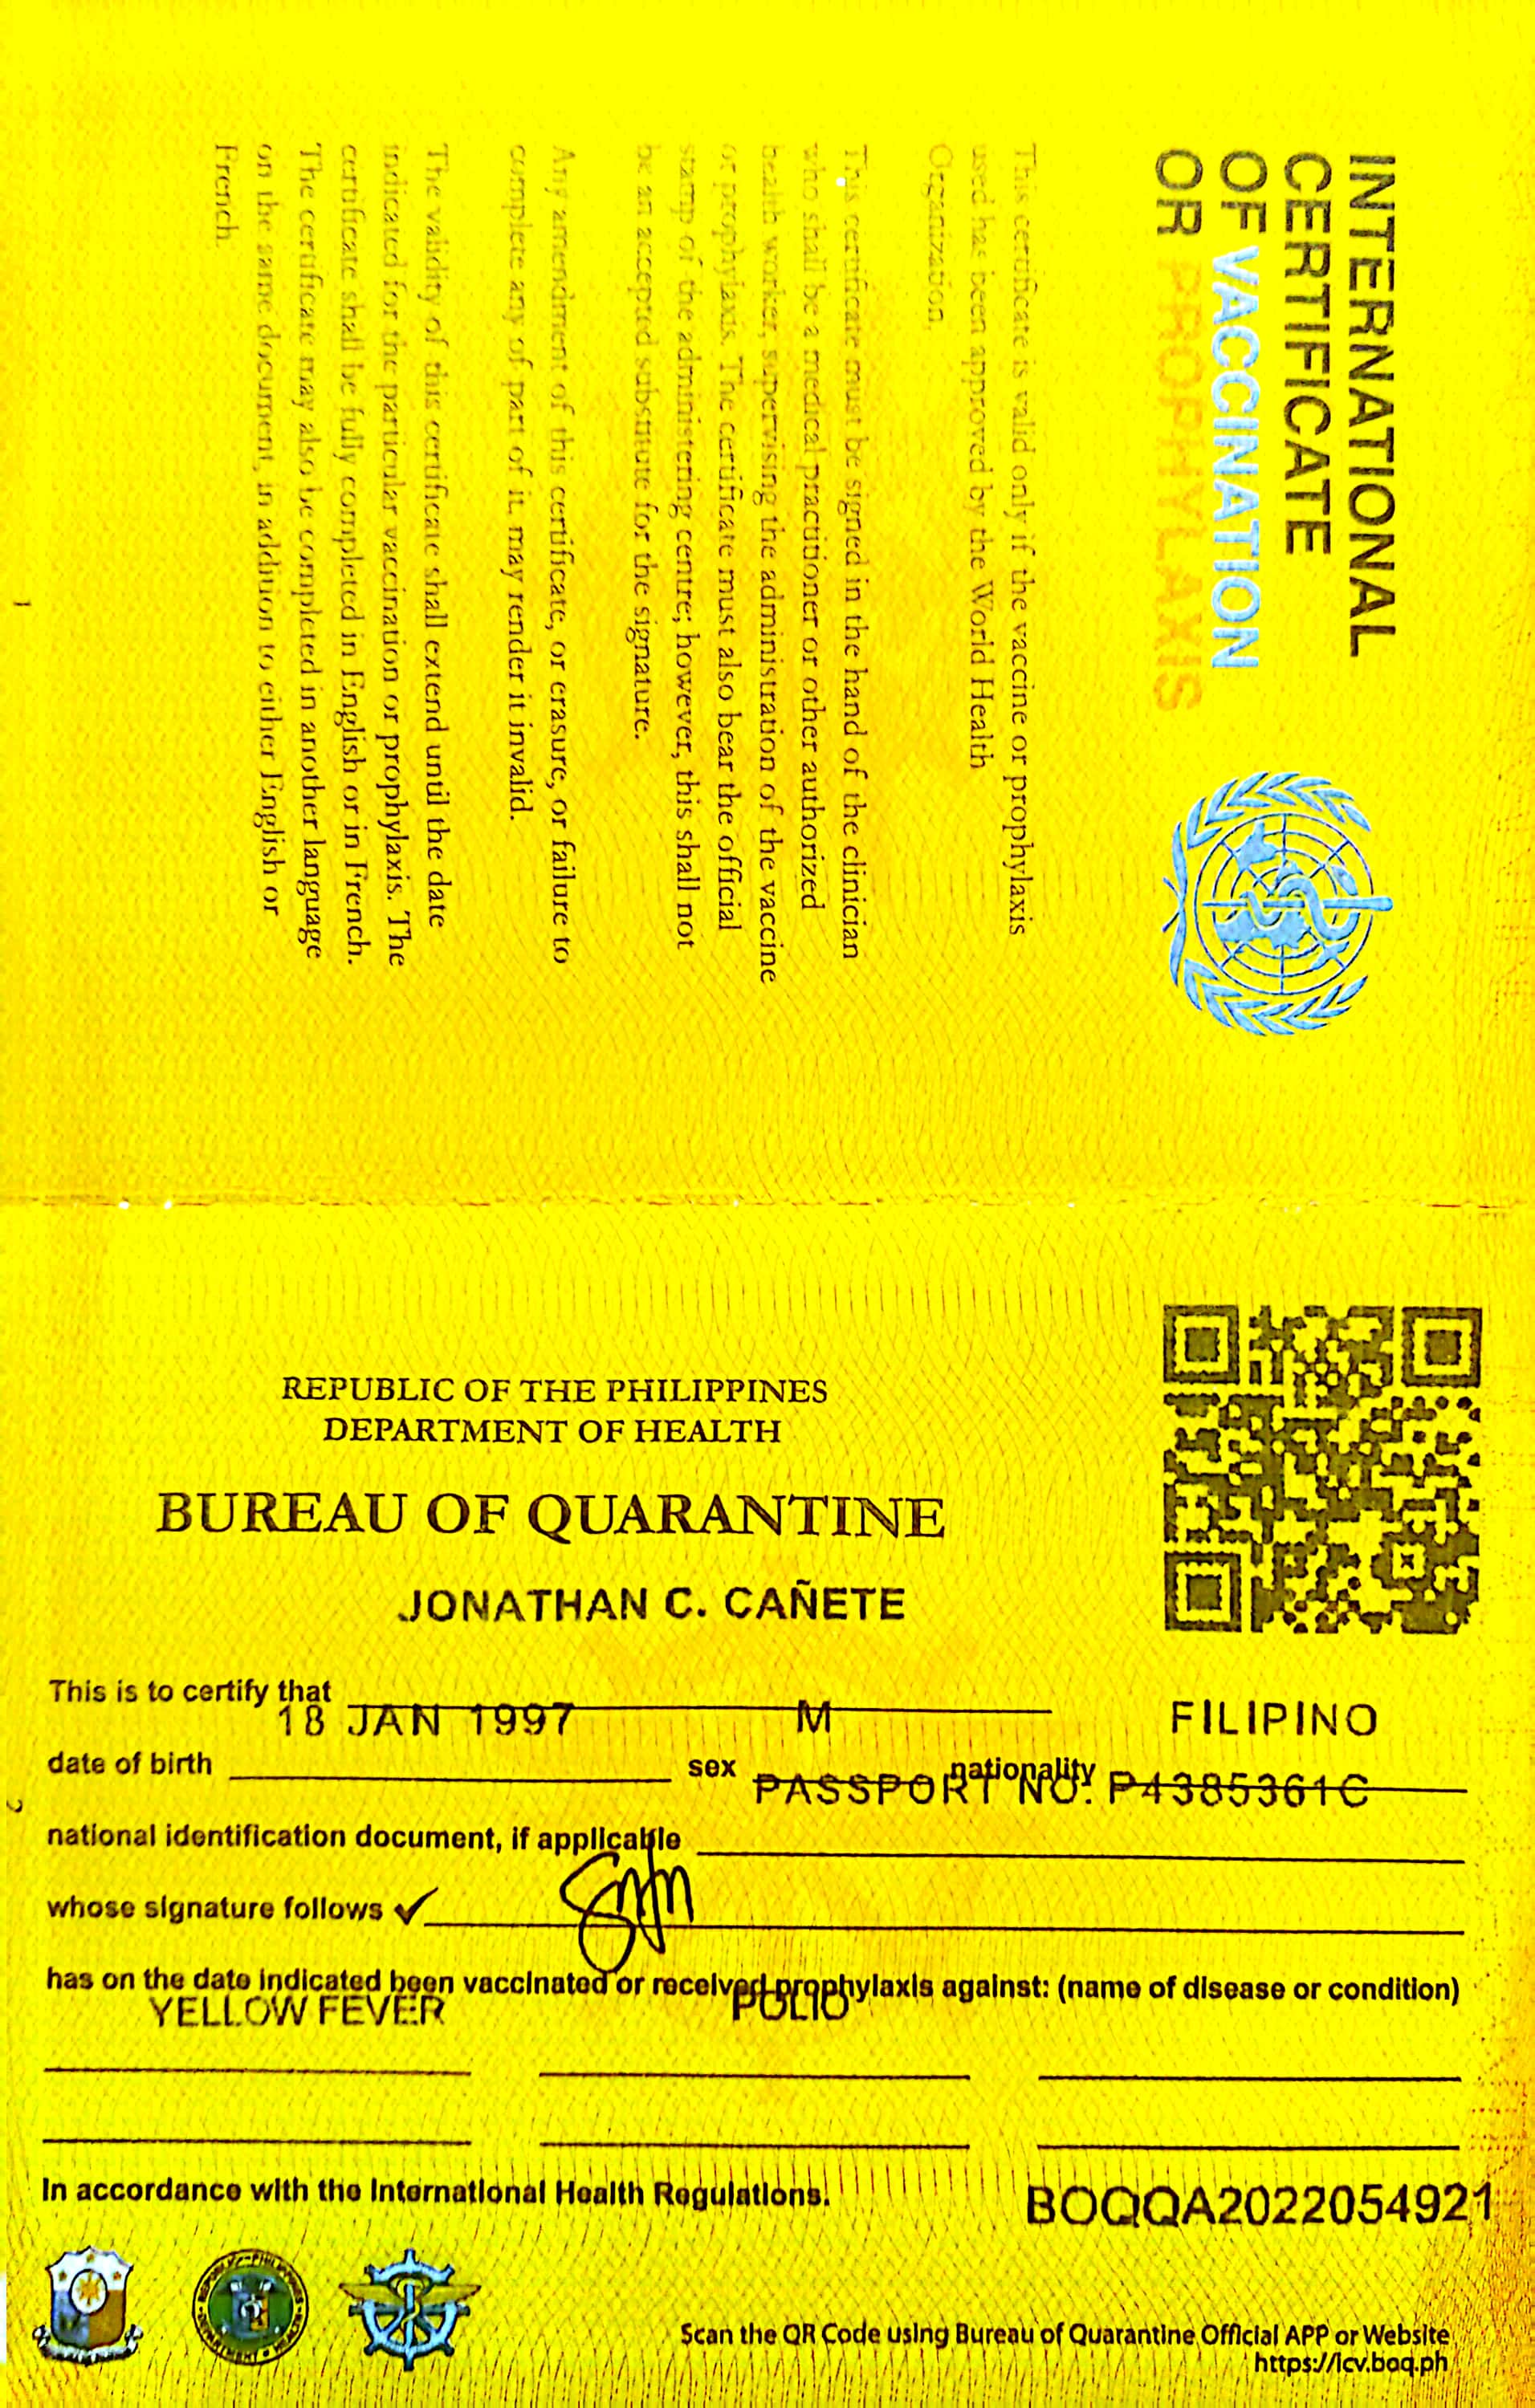 INTERNATIONAL
CERTIFICATE
OF VACCINATION
OR PROPHYLAXIS
This certificate is valid only if the vaccine or prophylaxis
used has been approved by the World Health
Organization.
This certificate must be signed in the hand of the clinician
who shall be a medical practitioner or other authorized
health worker, supervising the administration of the vaccine
or prophylaxis. The certificate must also bear the official
stamp of the administering centre; however, this shall not
be an accepted substitute for the signature.
Any amendment of this certificate, or erasure, or failure to
complete any of part of it, may render it invalid.
The validity of this certificate shall extend until the date
indicated for the particular vaccination or prophylaxis. The
certificate shall be fully completed in English or in French.
The certificate may also be completed in another language
on the same document, in addition to either English or
French
1
REPUBLIC OF THE PHILIPPINES
DEPARTMENT OF HEALTH
BUREAU OF QUARANTINE
JONATHAN C. CAÑETE
This is to certify that
18 JAN 1997 M FILIPINO
date of birth sex nationality
PASSPORT NO. P4385361C
national identification document, if applicable
whose signature follows ✓
has on the date indicated been vaccinated or received prophylaxis against: (name of disease or condition)
YELLOW FEVER POLIO
In accordance with the International Health Regulations.
BOQQA2022054921
Scan the QR Code using Bureau of Quarantine Official APP or Website
https://icv.boq.ph
2